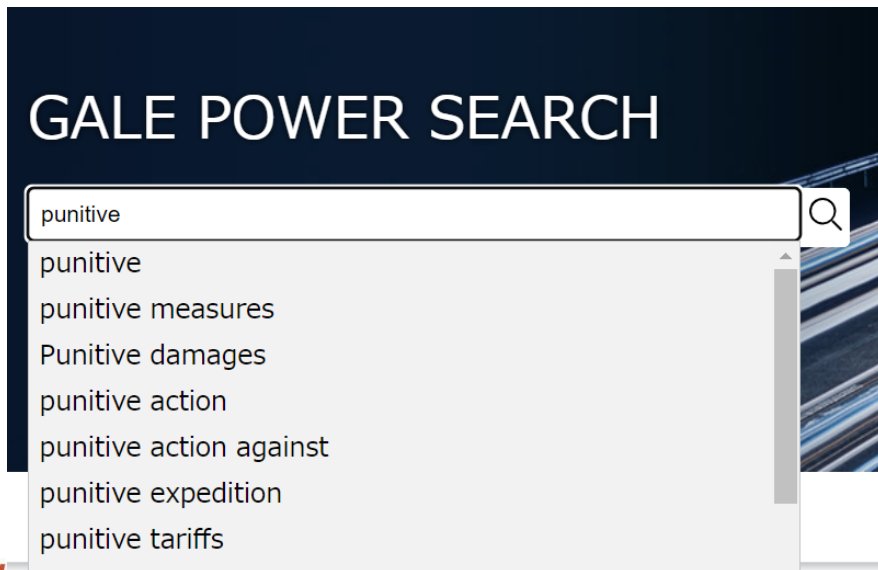 GALE POWER SEARCH
punitive
punitive
punitive measures
Punitive damages
punitive action
punitive action against
punitive expedition
punitive tariffs